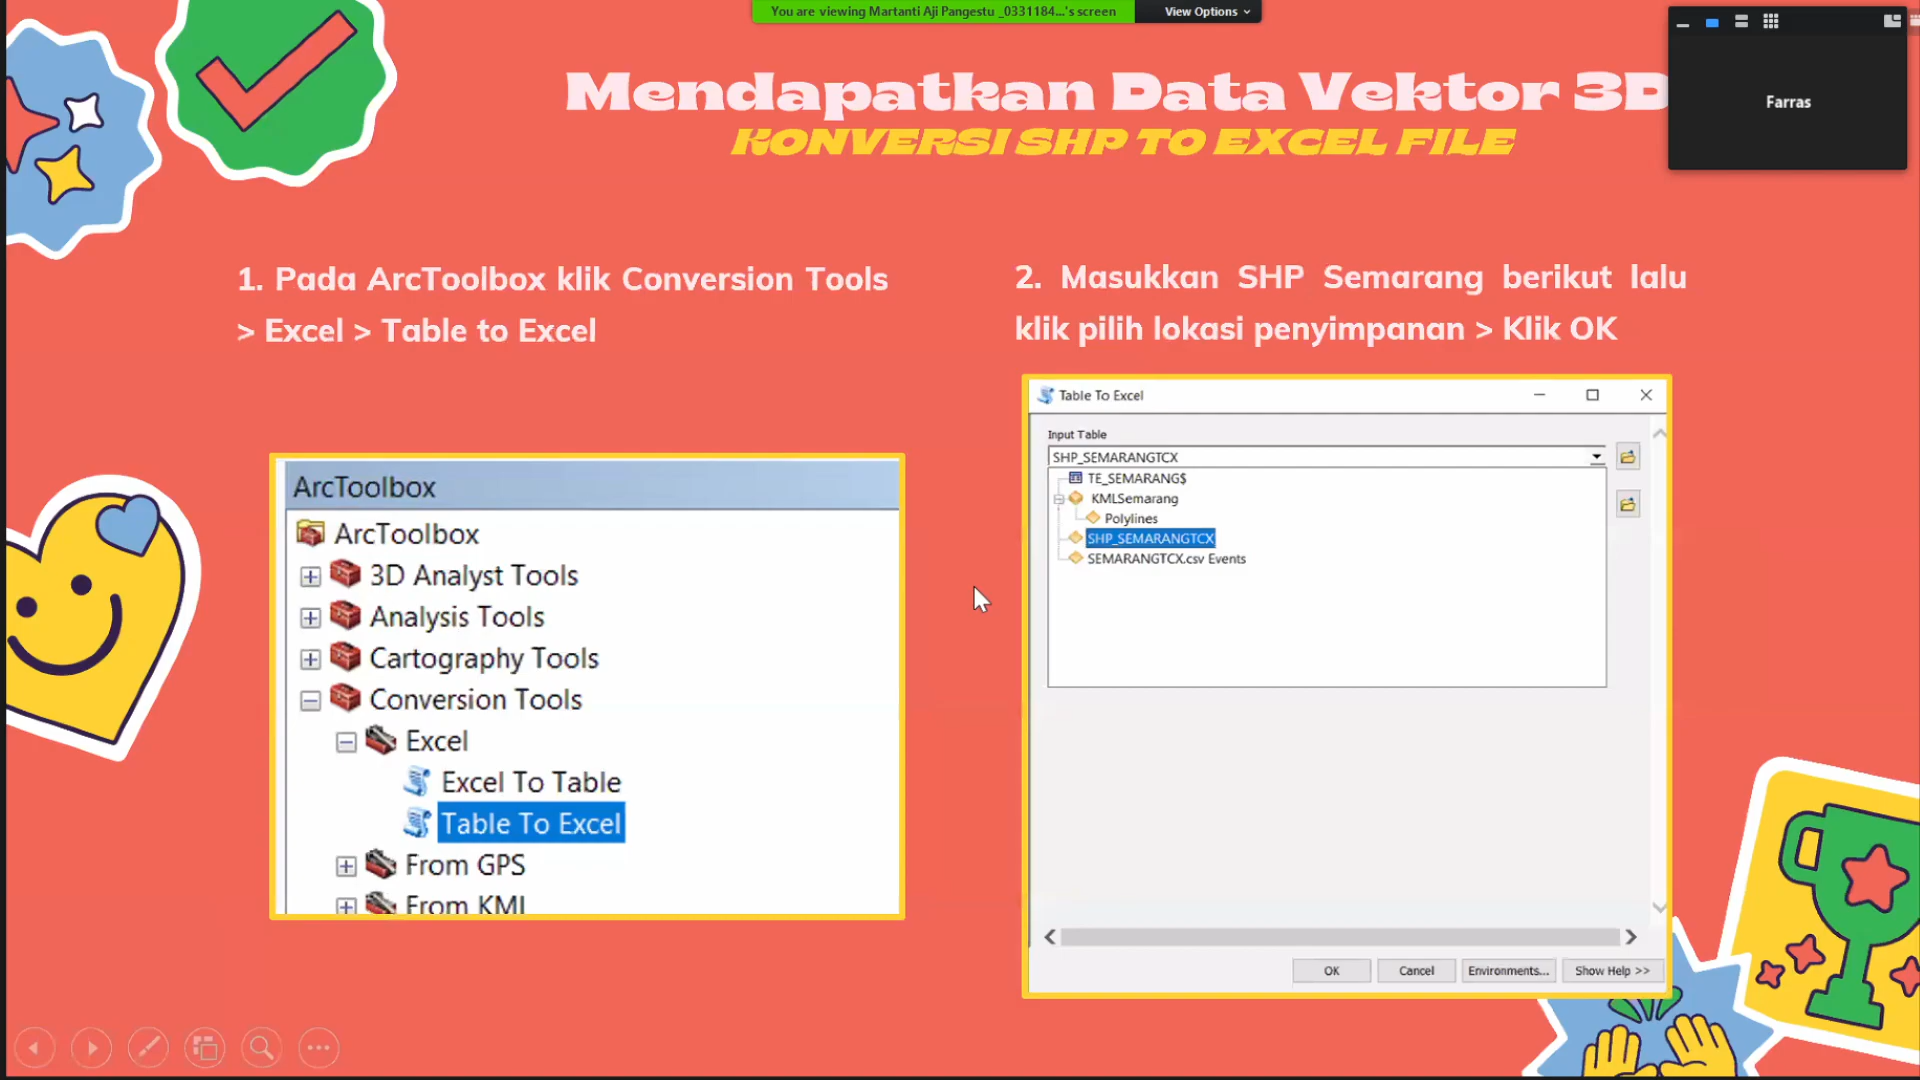 You are viewing Martanti Aji Pangestu _0331184...'s screen
View Options
Farras
Mendapatkan Data Vektor 3D
KONVERSI SHP TO EXCEL FILE
1. Pada ArcToolbox klik Conversion Tools
> Excel > Table to Excel
2. Masukkan SHP Semarang berikut lalu
klik pilih lokasi penyimpanan > Klik OK
ArcToolbox
ArcToolbox
3D Analyst Tools
Analysis Tools
Cartography Tools
Conversion Tools
Excel
Excel To Table
Table To Excel
From GPS
From KML
Table To Excel
Input Table
SHP_SEMARANGTCX
TE_SEMARANG$
KMLSemarang
Polylines
SHP_SEMARANGTCX
SEMARANGTCX.csv Events
OK
Cancel
Environments...
Show Help >>